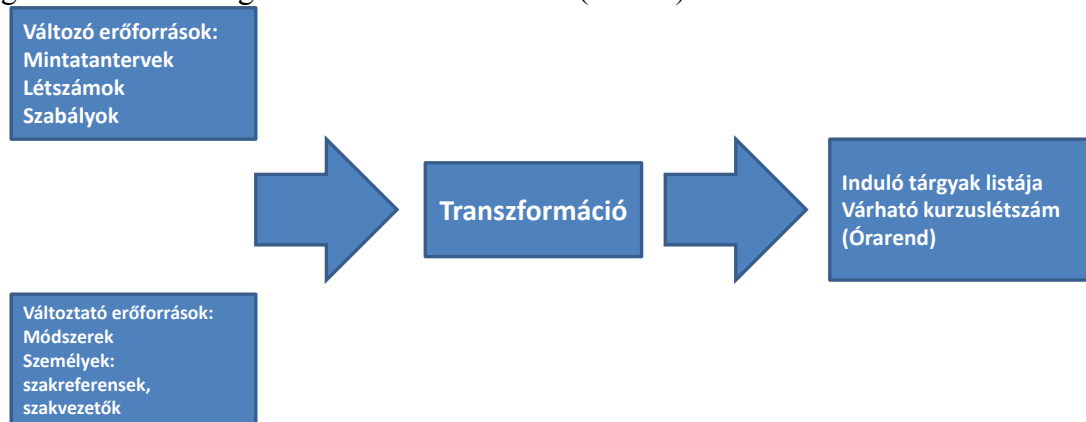 Változó erőforrások:
Mintatantervek
Létszámok
Szabályok
Transzformáció
Induló tárgyak listája
Várható kurzuslétszám
(Órarend)
Változtató erőforrások:
Módszerek
Személyek:
szakreferensek,
szakvezetők